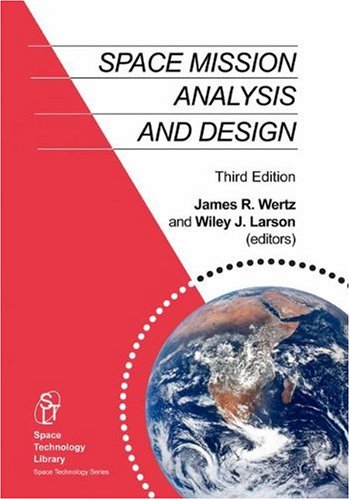 SPACE MISSION
ANALYSIS
AND DESIGN
Third Edition
James R. Wertz
and Wiley J. Larson
(editors)
SLT
Space
Technology
Library
Space Technology Series